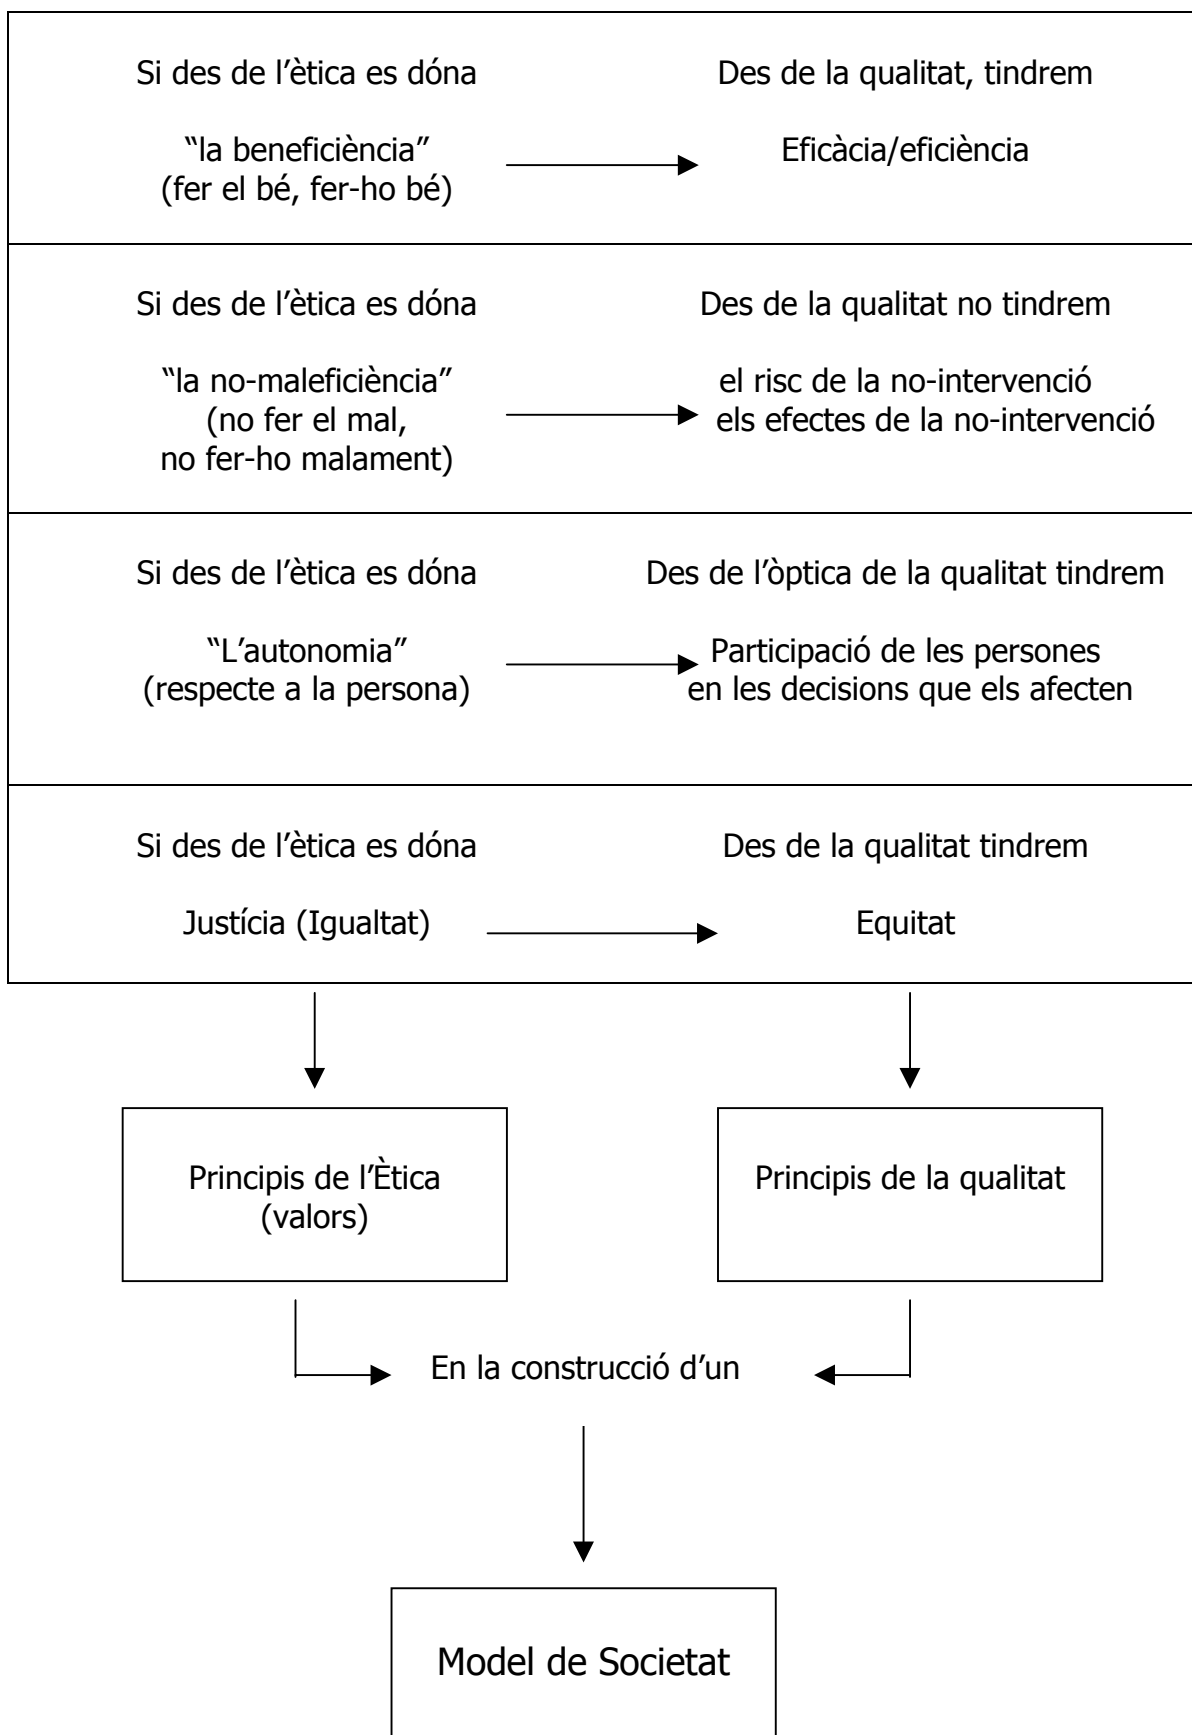 Si des de l’ètica es dóna
Des de la qualitat, tindrem
“la beneficiència”
Eficàcia/eficiència
(fer el bé, fer-ho bé)
Si des de l’ètica es dóna
Des de la qualitat no tindrem
“la no-maleficiència”
el risc de la no-intervenció
(no fer el mal,
els efectes de la no-intervenció
no fer-ho malament)
Si des de l’ètica es dóna
Des de l’òptica de la qualitat tindrem
“L’autonomia”
Participació de les persones
(respecte a la persona)
en les decisions que els afecten
Si des de l’ètica es dóna
Des de la qualitat tindrem
Justícia (Igualtat)
Equitat
Principis de l’Ètica
(valors)
Principis de la qualitat
En la construcció d’un
Model de Societat